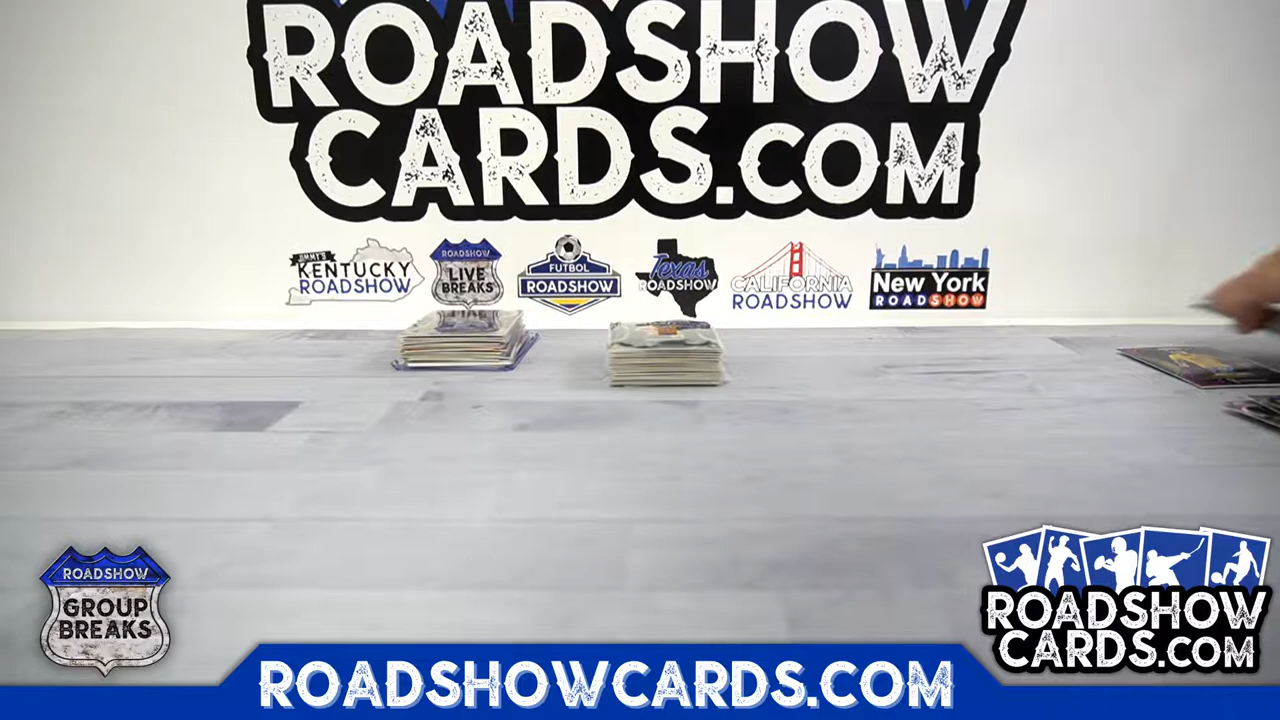 ROADSHOW
CARDS.COM
JIMMY'S
KENTUCKY
ROADSHOW
ROADSHOW
LIVE
BREAKS
FUTBOL
ROADSHOW
Texas
ROADSHOW
CALIFORNIA
ROADSHOW
New York
ROADSHOW
ROADSHOW
GROUP
BREAKS
ROADSHOW
CARDS.COM
ROADSHOWCARDS.COM